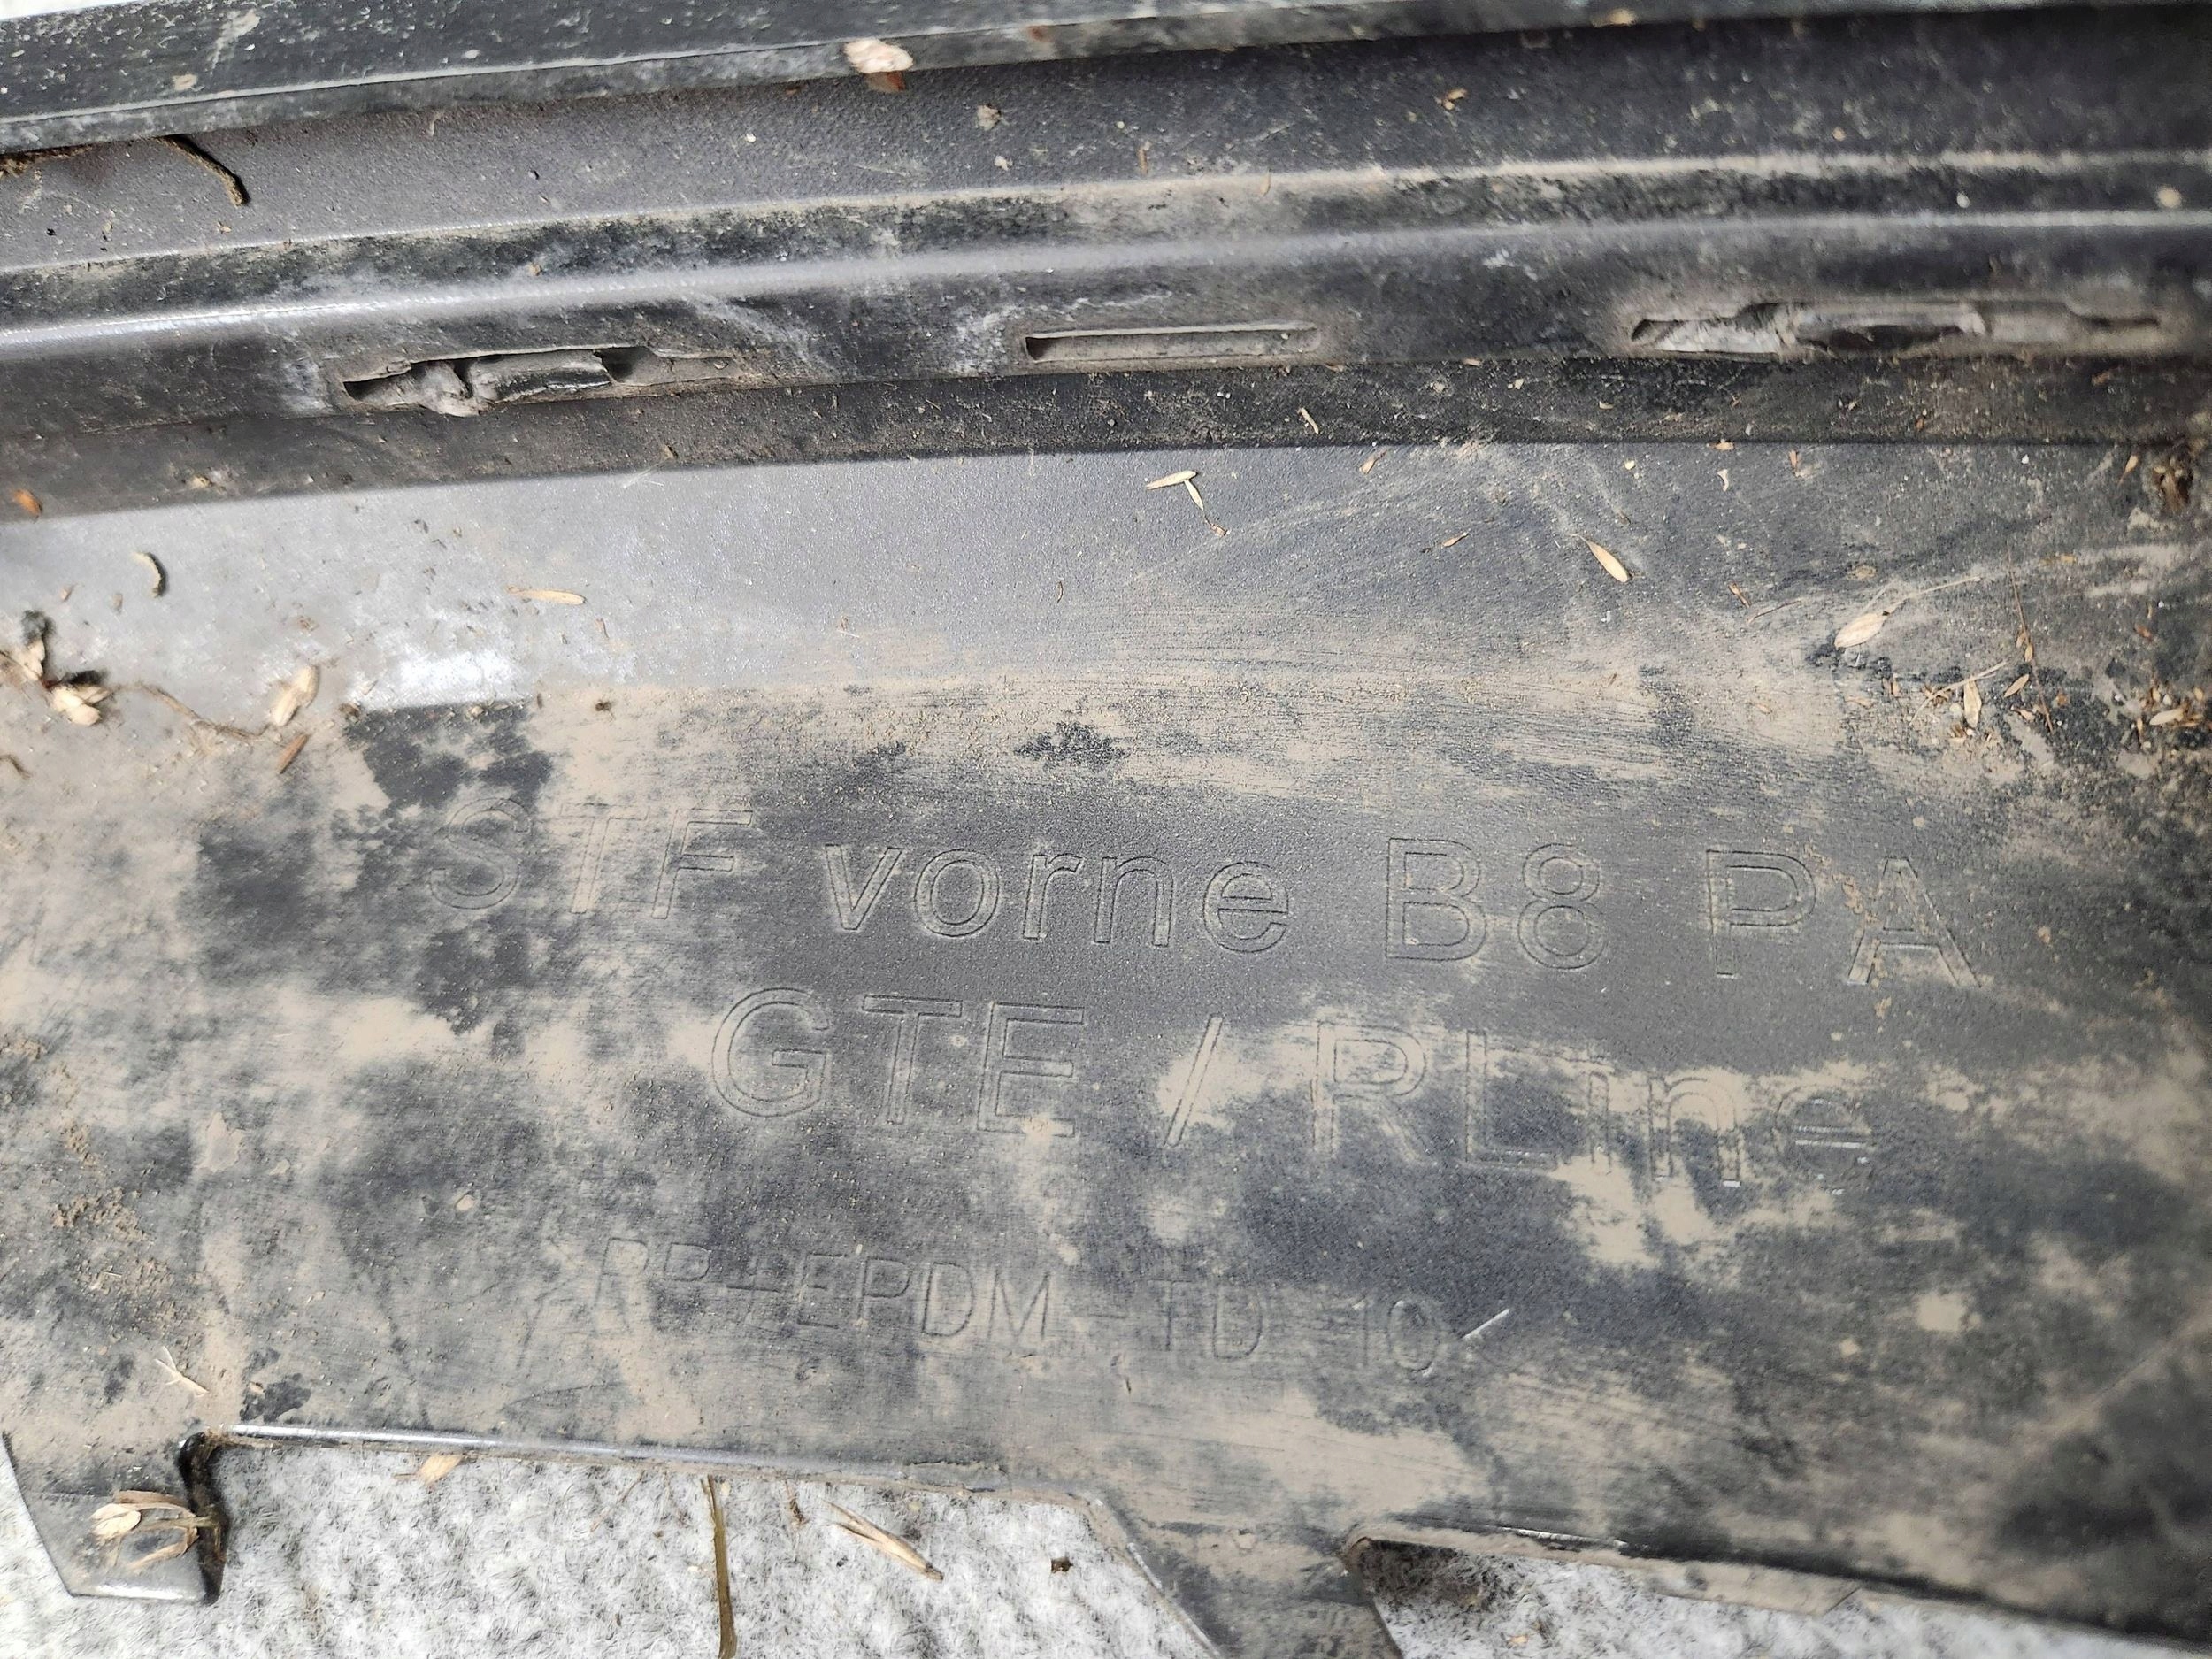 STF vorne B8 PA
GTE / RLine
PP+EPDM-TD 10